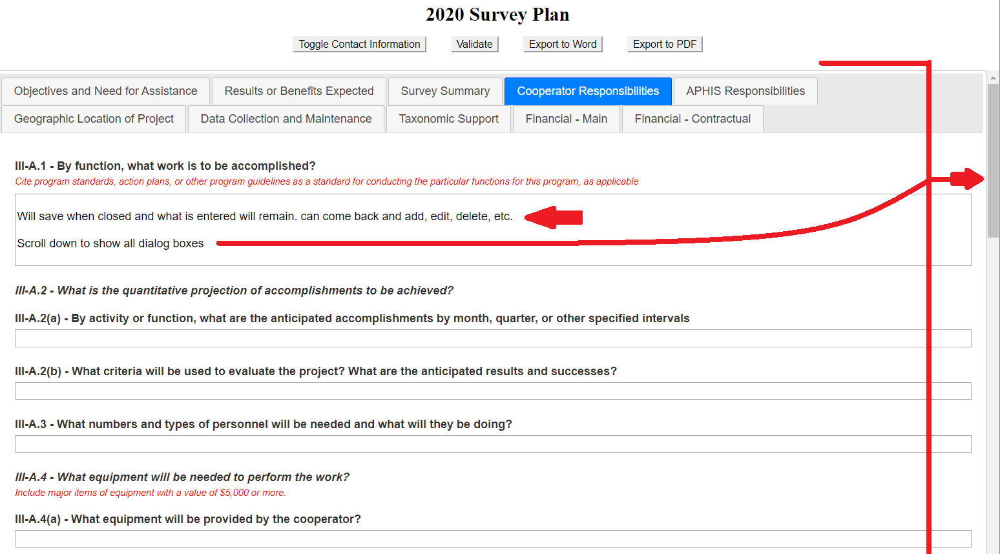 2020 Survey Plan
Toggle Contact Information Validate Export to Word Export to PDF
Objectives and Need for Assistance Results or Benefits Expected Survey Summary Cooperator Responsibilities APHIS Responsibilities
Geographic Location of Project Data Collection and Maintenance Taxonomic Support Financial - Main Financial - Contractual
III-A.1 - By function, what work is to be accomplished?
Cite program standards, action plans, or other program guidelines as a standard for conducting the particular functions for this program, as applicable
Will save when closed and what is entered will remain. can come back and add, edit, delete, etc.
Scroll down to show all dialog boxes
III-A.2 - What is the quantitative projection of accomplishments to be achieved?
III-A.2(a) - By activity or function, what are the anticipated accomplishments by month, quarter, or other specified intervals
III-A.2(b) - What criteria will be used to evaluate the project? What are the anticipated results and successes?
III-A.3 - What numbers and types of personnel will be needed and what will they be doing?
III-A.4 - What equipment will be needed to perform the work?
Include major items of equipment with a value of $5,000 or more.
III-A.4(a) - What equipment will be provided by the cooperator?